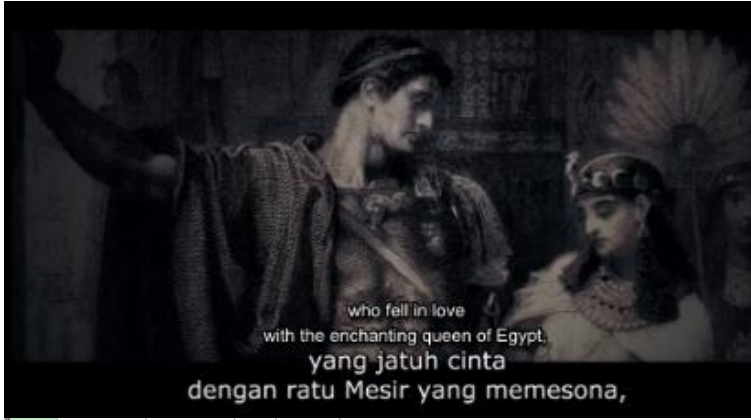 who fell in love
with the enchanting queen of Egypt,
yang jatuh cinta
dengan ratu Mesir yang memesona,